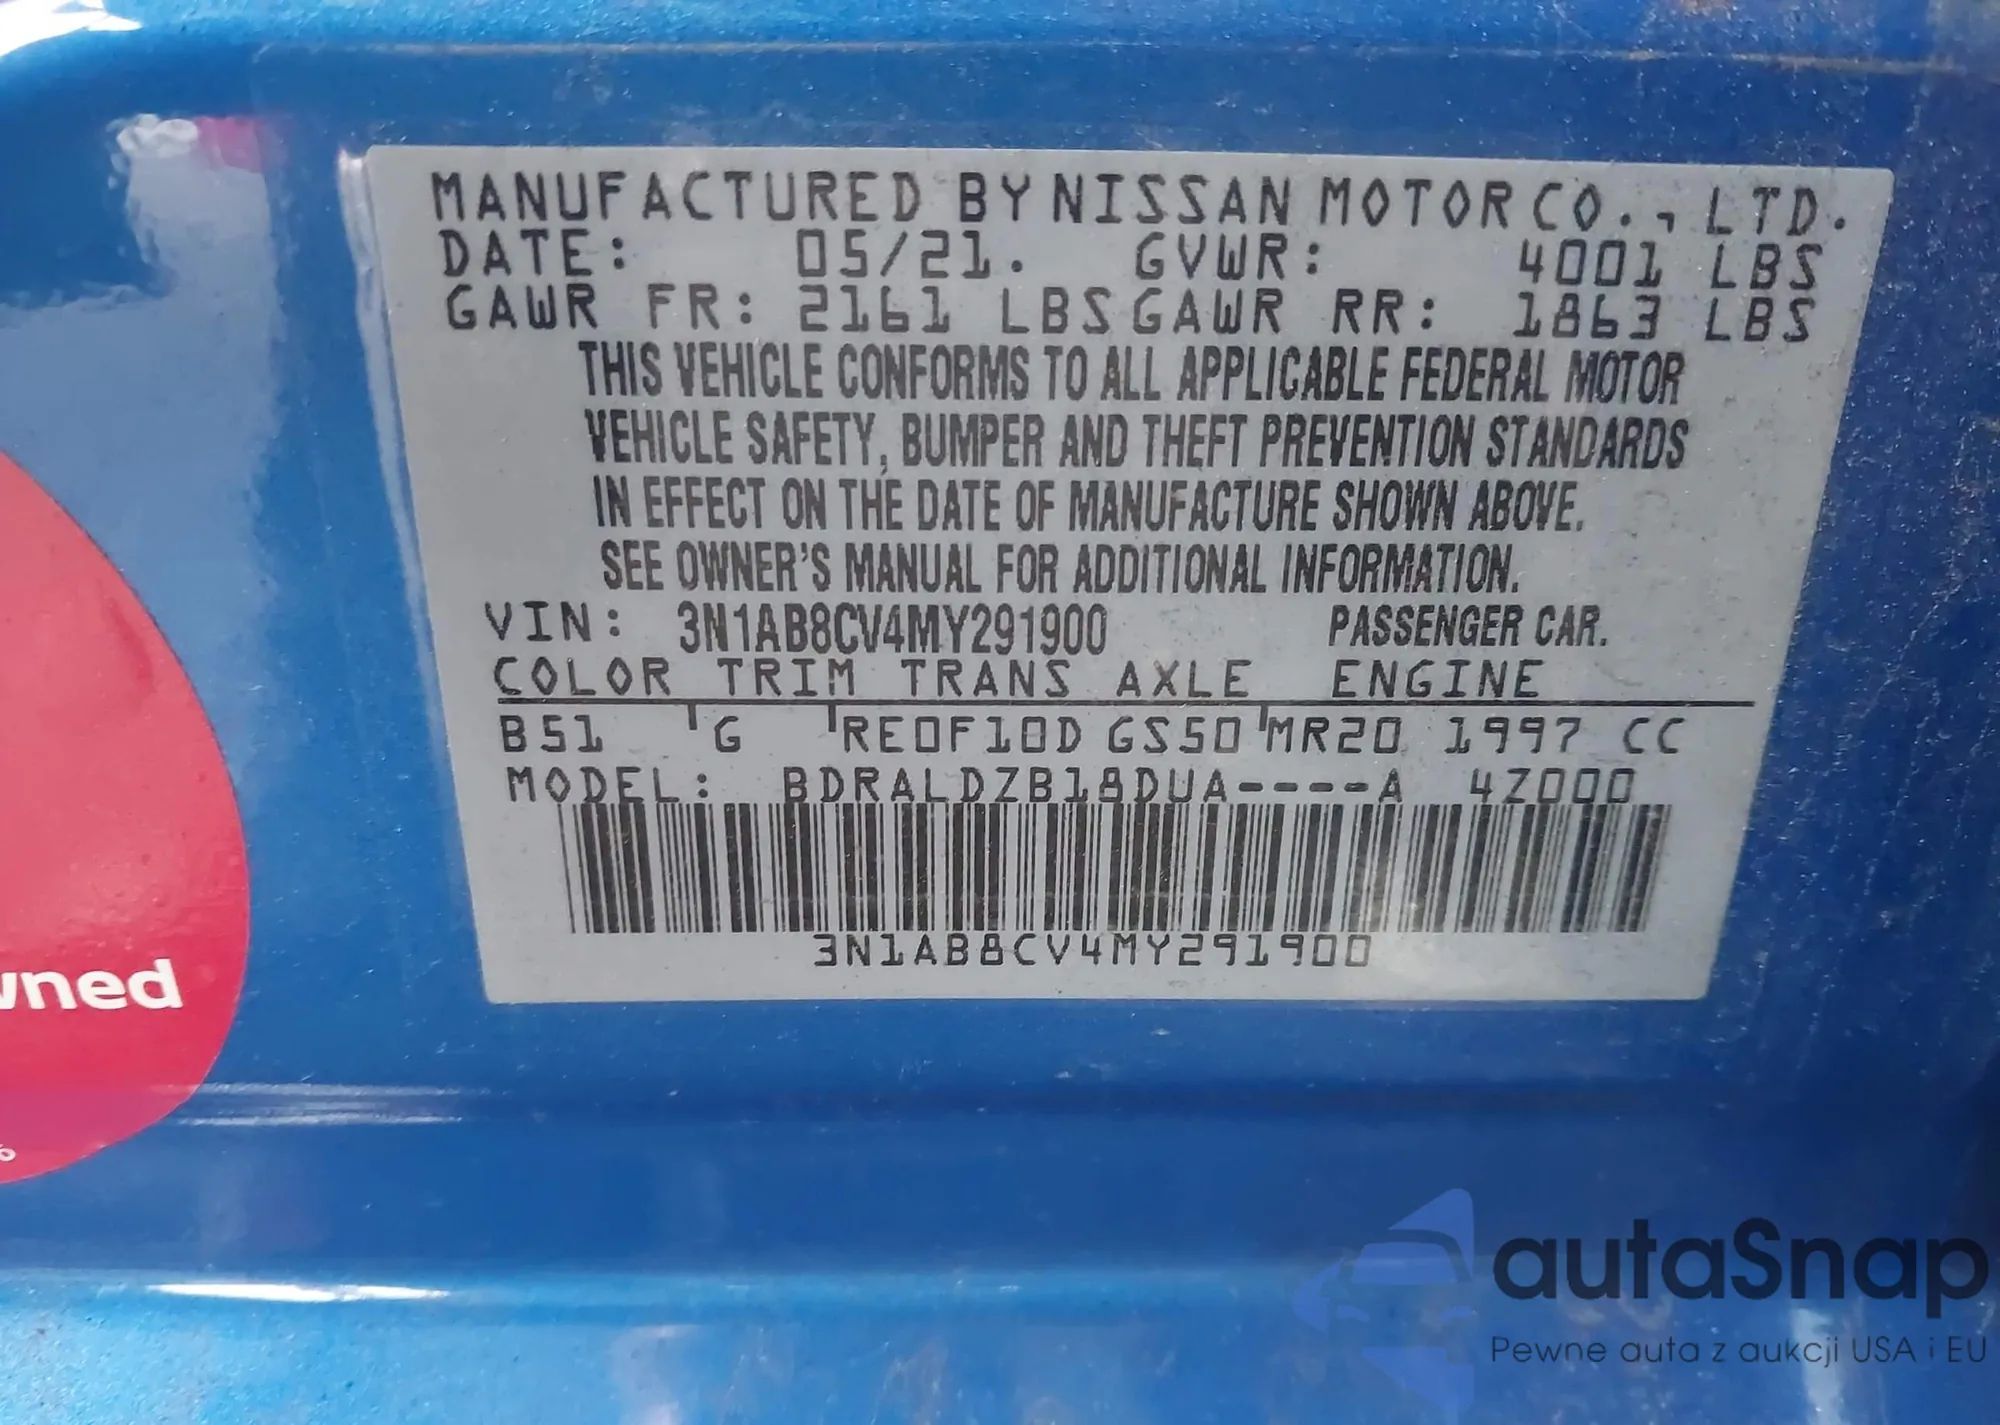 MANUFACTURED BY NISSAN MOTOR CO., LTD.
DATE: 05/21. GVWR: 4001 LBS
GAWR FR: 2161 LBS GAWR RR: 1863 LBS
THIS VEHICLE CONFORMS TO ALL APPLICABLE FEDERAL MOTOR
VEHICLE SAFETY, BUMPER AND THEFT PREVENTION STANDARDS
IN EFFECT ON THE DATE OF MANUFACTURE SHOWN ABOVE.
SEE OWNER'S MANUAL FOR ADDITIONAL INFORMATION.
VIN: 3N1AB8CV4MY291900 PASSENGER CAR.
COLOR TRIM TRANS AXLE ENGINE
B51 G RE0F10D GS50 MR20 1997 CC
MODEL: BDRALDZB18DUA----A 4Z000
3N1AB8CV4MY291900
wned
autaSnap
Pewne auta z aukcji USA i EU